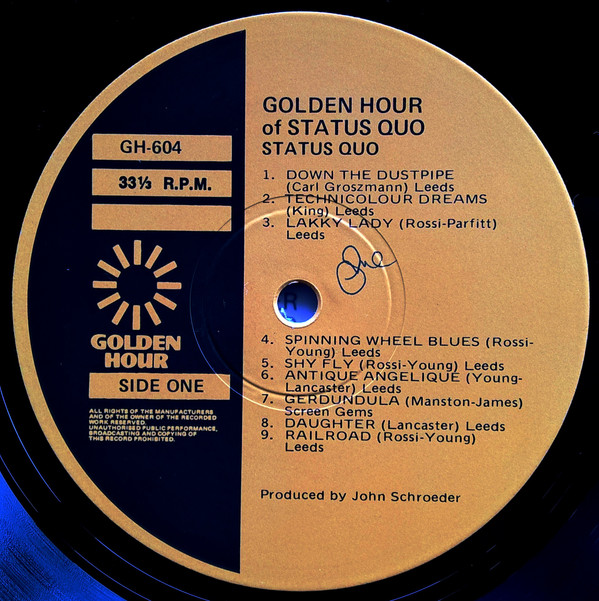 GOLDEN HOUR
of STATUS QUO
STATUS QUO
GH-604
33⅓ R.P.M.
1. DOWN THE DUSTPIPE
(Carl Groszmann) Leeds
2. TECHNICOLOUR DREAMS
(King) Leeds
3. LAKKY LADY (Rossi-Parfitt)
Leeds
R
GOLDEN
HOUR
SIDE ONE
ALL RIGHTS OF THE MANUFACTURERS
AND OF THE OWNER OF THE RECORDED
WORK RESERVED.
UNAUTHORISED PUBLIC PERFORMANCE,
BROADCASTING AND COPYING OF
THIS RECORD PROHIBITED.
4. SPINNING WHEEL BLUES (Rossi-
Young) Leeds
5. SHY FLY (Rossi-Young) Leeds
6. ANTIQUE ANGELIQUE (Young-
Lancaster) Leeds
7. GERDUNDULA (Manston-James)
Screen Gems
8. DAUGHTER (Lancaster) Leeds
9. RAILROAD (Rossi-Young)
Leeds
Produced by John Schroeder